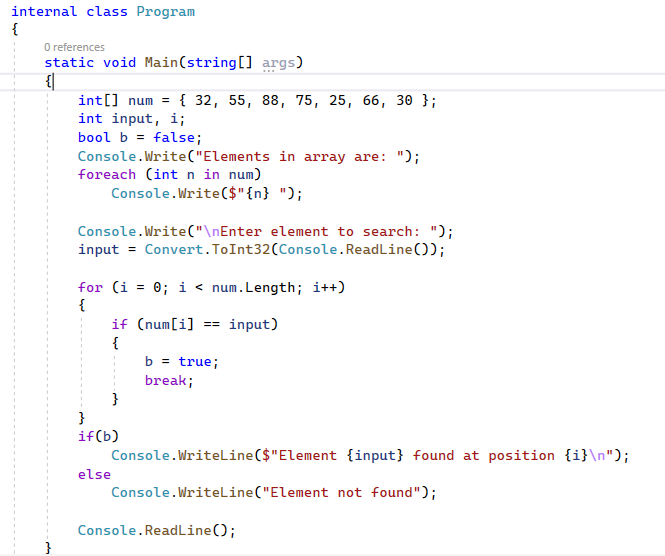 internal class Program
{
0 references
static void Main(string[] args)
{
int[] num = { 32, 55, 88, 75, 25, 66, 30 };
int input, i;
bool b = false;
Console.Write("Elements in array are: ");
foreach (int n in num)
Console.Write($"{n} ");
Console.Write("\nEnter element to search: ");
input = Convert.ToInt32(Console.ReadLine());
for (i = 0; i < num.Length; i++)
{
if (num[i] == input)
{
b = true;
break;
}
}
if(b)
Console.WriteLine($"Element {input} found at position {i}\n");
else
Console.WriteLine("Element not found");
Console.ReadLine();
}